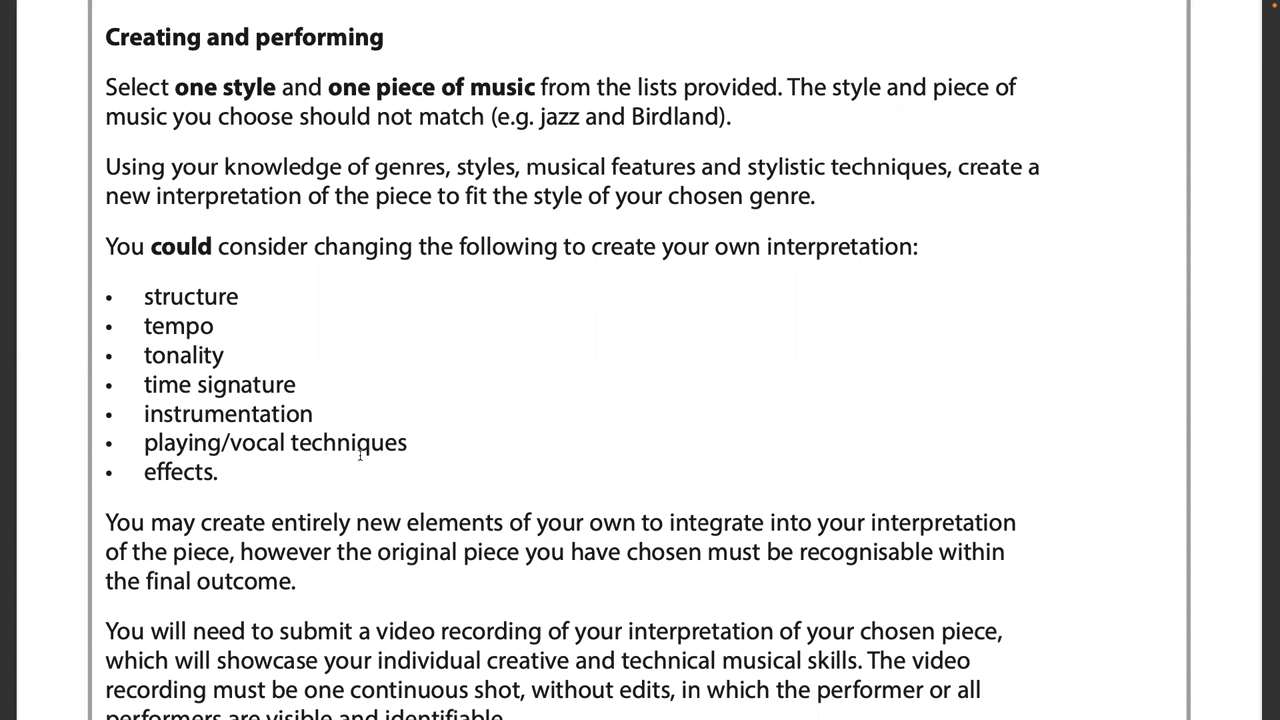 Creating and performing
Select one style and one piece of music from the lists provided. The style and piece of
music you choose should not match (e.g. jazz and Birdland).
Using your knowledge of genres, styles, musical features and stylistic techniques, create a
new interpretation of the piece to fit the style of your chosen genre.
You could consider changing the following to create your own interpretation:
• structure
• tempo
• tonality
• time signature
• instrumentation
• playing/vocal techniques
• effects.
You may create entirely new elements of your own to integrate into your interpretation
of the piece, however the original piece you have chosen must be recognisable within
the final outcome.
You will need to submit a video recording of your interpretation of your chosen piece,
which will showcase your individual creative and technical musical skills. The video
recording must be one continuous shot, without edits, in which the performer or all
performers are visible and identifiable.